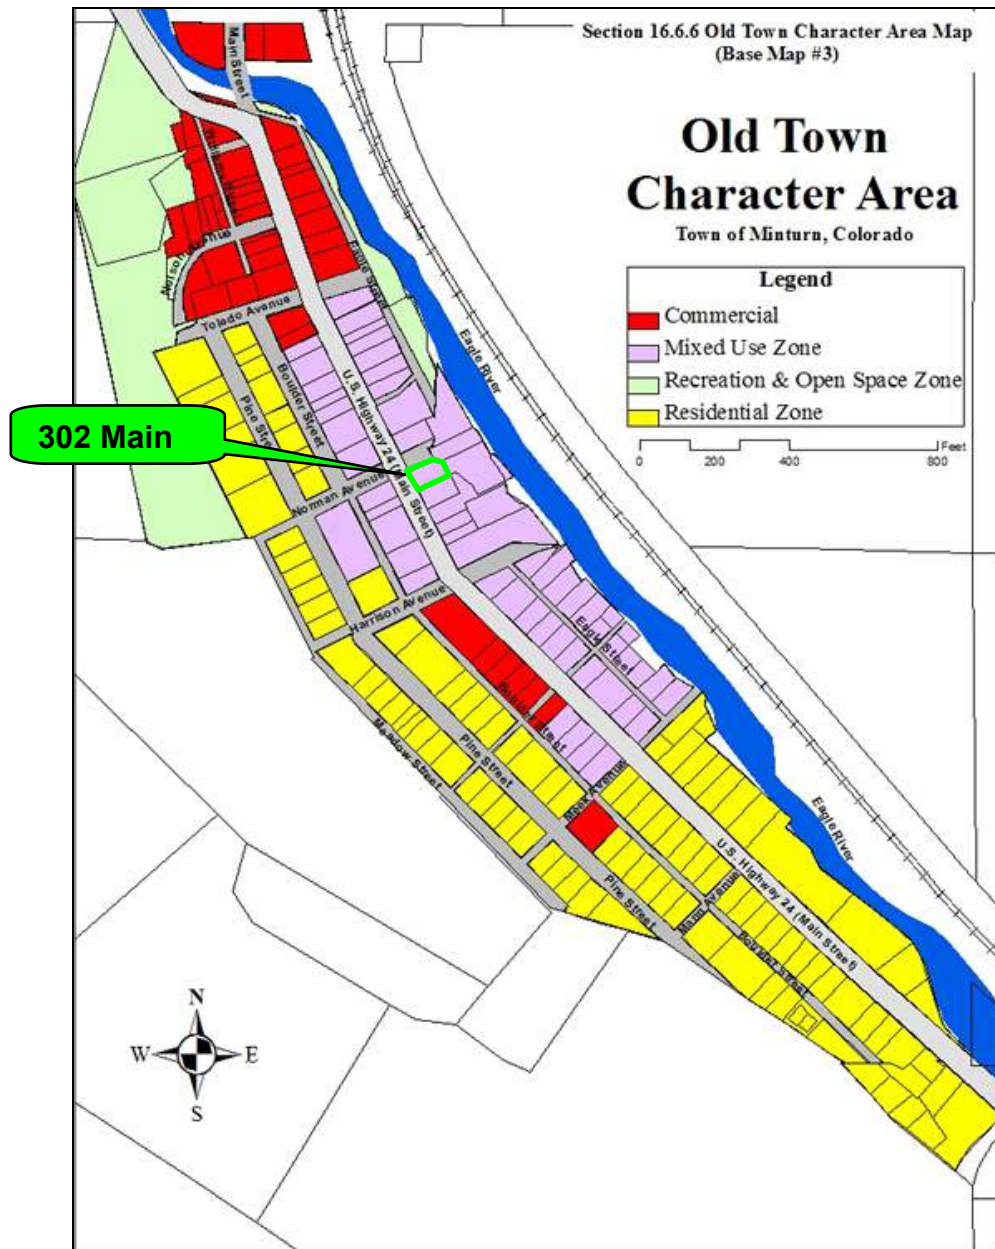 Section 16.6.6 Old Town Character Area Map
(Base Map #3)
Old Town
Character Area
Town of Minturn, Colorado
Legend
Commercial
Mixed Use Zone
Recreation & Open Space Zone
Residential Zone
Feet
0 200 400 800
Main Street
Nelson Avenue
Eagle Street
Toledo Avenue
Eagle River
Boulder Street
U.S. Highway 24 (Main Street)
Pine Street
302 Main
Norman Avenue
Harrison Avenue
Eagle Street
Boulder Street
Meadow Street
Pine Street
Meek Avenue
Eagle River
U.S. Highway 24 (Main Street)
Pine Street
Mann Avenue
Boulder Street
N
W E
S